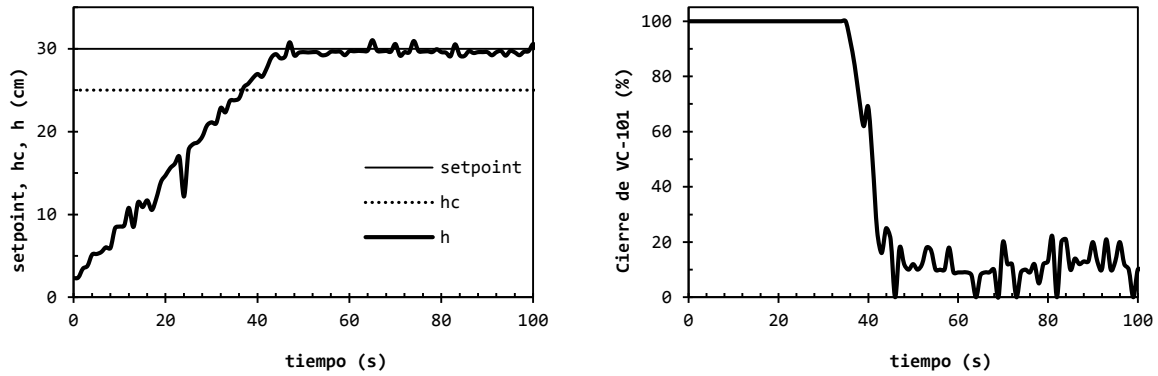 setpoint, hc, h (cm)
30
20
10
0
0 20 40 60 80 100
tiempo (s)
setpoint
hc
h
Cierre de VC-101 (%)
100
80
60
40
20
0
0 20 40 60 80 100
tiempo (s)